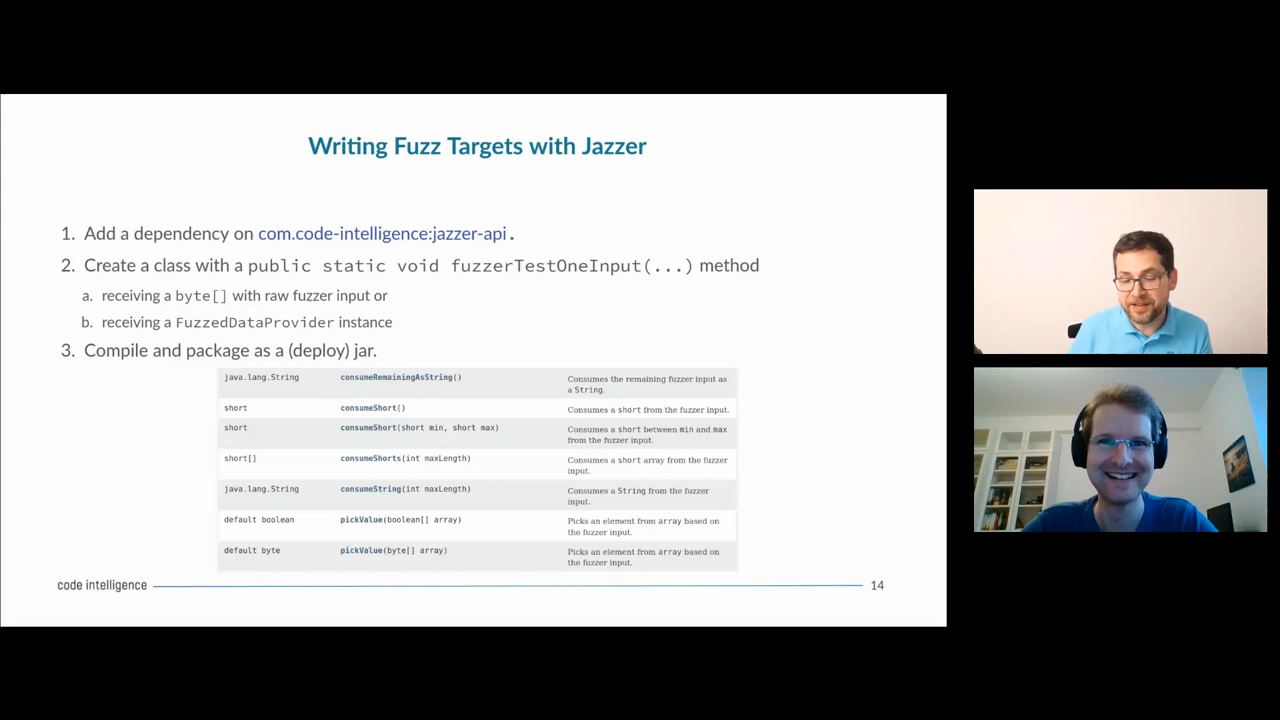 Writing Fuzz Targets with Jazzer
1. Add a dependency on com.code-intelligence:jazzer-api.
2. Create a class with a public static void fuzzerTestOneInput(...) method
a. receiving a byte[] with raw fuzzer input or
b. receiving a FuzzedDataProvider instance
3. Compile and package as a (deploy) jar.
java.lang.String consumeRemainingAsString() Consumes the remaining fuzzer input as
a String.
short consumeShort() Consumes a short from the fuzzer input.
short consumeShort(short min, short max) Consumes a short between min and max
from the fuzzer input.
short[] consumeShorts(int maxLength) Consumes a short array from the fuzzer
input.
java.lang.String consumeString(int maxLength) Consumes a String from the fuzzer
input.
default boolean pickValue(boolean[] array) Picks an element from array based on
the fuzzer input.
default byte pickValue(byte[] array) Picks an element from array based on
the fuzzer input.
code intelligence 14